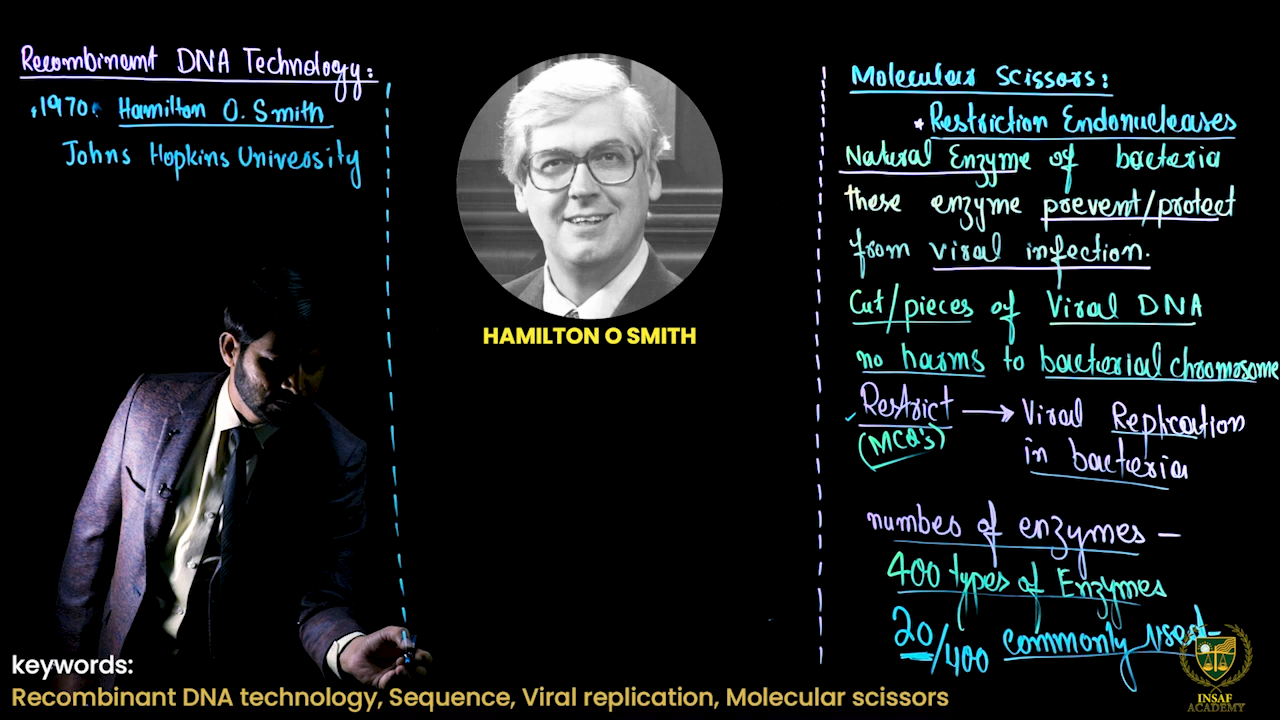 Recombinant DNA Technology:
1970: Hamilton O. Smith
Johns Hopkins University
HAMILTON O SMITH
Molecular Scissors:
* Restriction Endonucleases
Natural Enzyme of bacteria
these enzyme prevent/protect
from viral infection.
Cut/pieces of Viral DNA
no harms to bacterial chromosome
Restrict → Viral Replication
(MCQ's) in bacteria
number of enzymes –
400 types of Enzymes
20/400 commonly used
keywords:
Recombinant DNA technology, Sequence, Viral replication, Molecular scissors
INSAF
ACADEMY